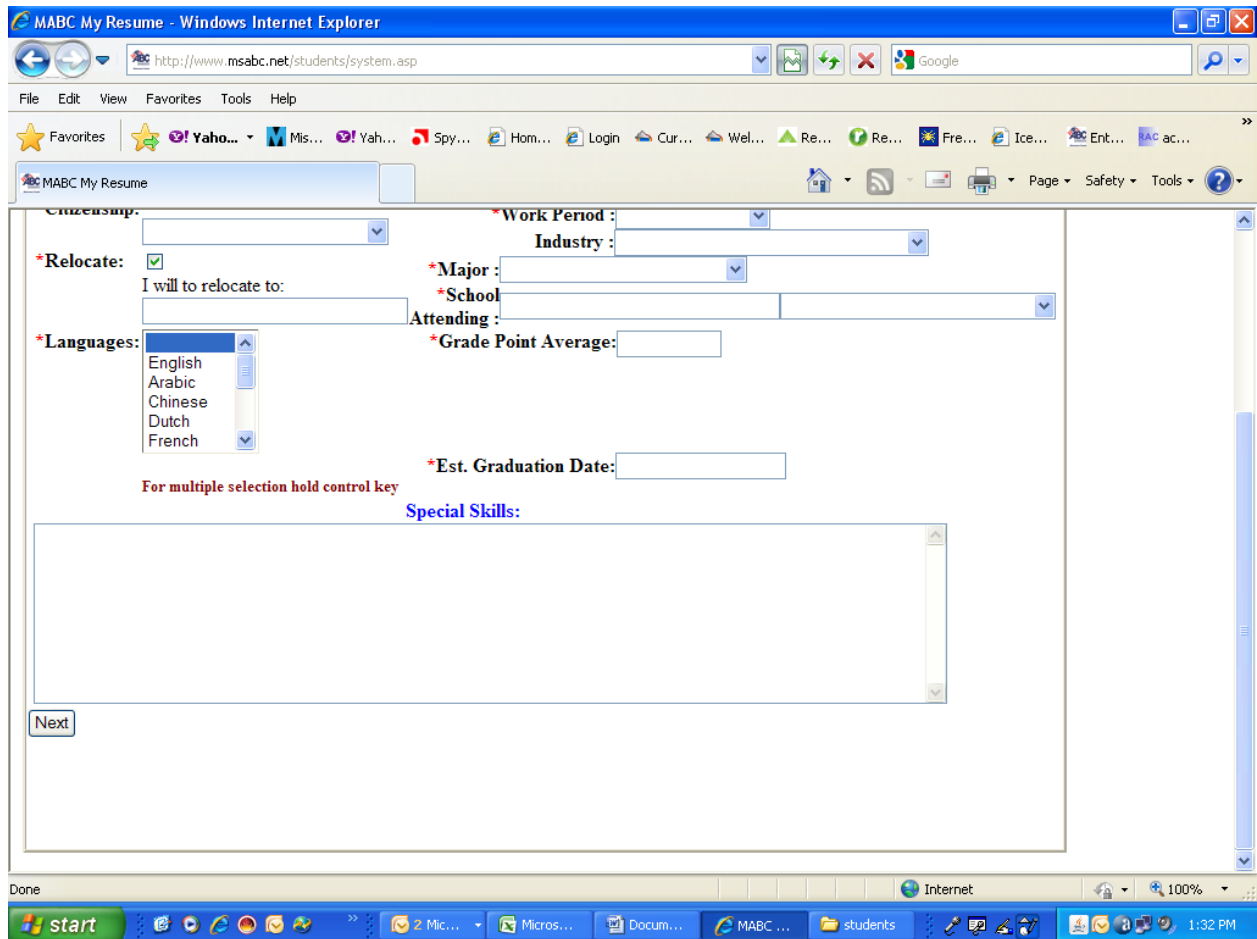 MABC My Resume - Windows Internet Explorer
http://www.msabc.net/students/system.asp
Google
File Edit View Favorites Tools Help
Favorites Yaho... Mis... Yah... Spy... Hom... Login Cur... Wel... Re... Re... Fre... Ice... Ent... RAC ac... »
MABC My Resume
Page Safety Tools
Citizenship:
*Work Period :
Industry :
*Relocate:
*Major :
I will to relocate to:
*School
Attending :
*Languages:
*Grade Point Average:
English
Arabic
Chinese
Dutch
French
*Est. Graduation Date:
For multiple selection hold control key
Special Skills:
Next
Done
Internet
100%
start » 2 Mic... Micros... Docum... MABC ... students 1:32 PM